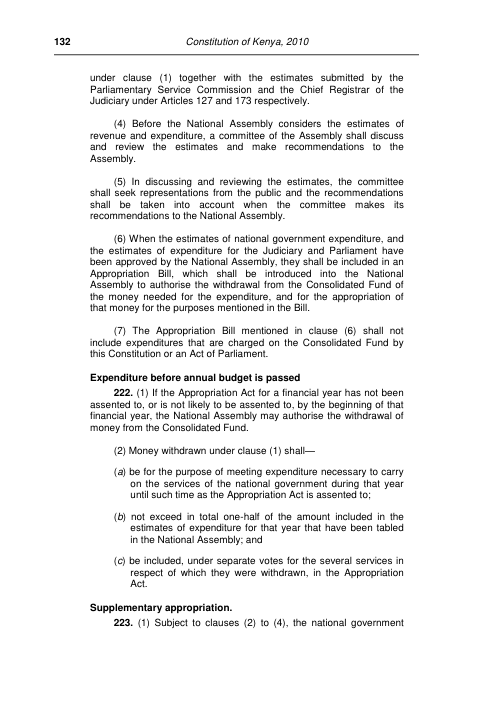 132
Constitution of Kenya, 2010
under clause (1) together with the estimates submitted by the
Parliamentary Service Commission and the Chief Registrar of the
Judiciary under Articles 127 and 173 respectively.
(4) Before the National Assembly considers the estimates of
revenue and expenditure, a committee of the Assembly shall discuss
and review the estimates and make recommendations to the
Assembly.
(5) In discussing and reviewing the estimates, the committee
shall seek representations from the public and the recommendations
shall be taken into account when the committee makes its
recommendations to the National Assembly.
(6) When the estimates of national government expenditure, and
the estimates of expenditure for the Judiciary and Parliament have
been approved by the National Assembly, they shall be included in an
Appropriation Bill, which shall be introduced into the National
Assembly to authorise the withdrawal from the Consolidated Fund of
the money needed for the expenditure, and for the appropriation of
that money for the purposes mentioned in the Bill.
(7) The Appropriation Bill mentioned in clause (6) shall not
include expenditures that are charged on the Consolidated Fund by
this Constitution or an Act of Parliament.
Expenditure before annual budget is passed
222. (1) If the Appropriation Act for a financial year has not been
assented to, or is not likely to be assented to, by the beginning of that
financial year, the National Assembly may authorise the withdrawal of
money from the Consolidated Fund.
(2) Money withdrawn under clause (1) shall—
(a) be for the purpose of meeting expenditure necessary to carry
on the services of the national government during that year
until such time as the Appropriation Act is assented to;
(b) not exceed in total one-half of the amount included in the
estimates of expenditure for that year that have been tabled
in the National Assembly; and
(c) be included, under separate votes for the several services in
respect of which they were withdrawn, in the Appropriation
Act.
Supplementary appropriation.
223. (1) Subject to clauses (2) to (4), the national government